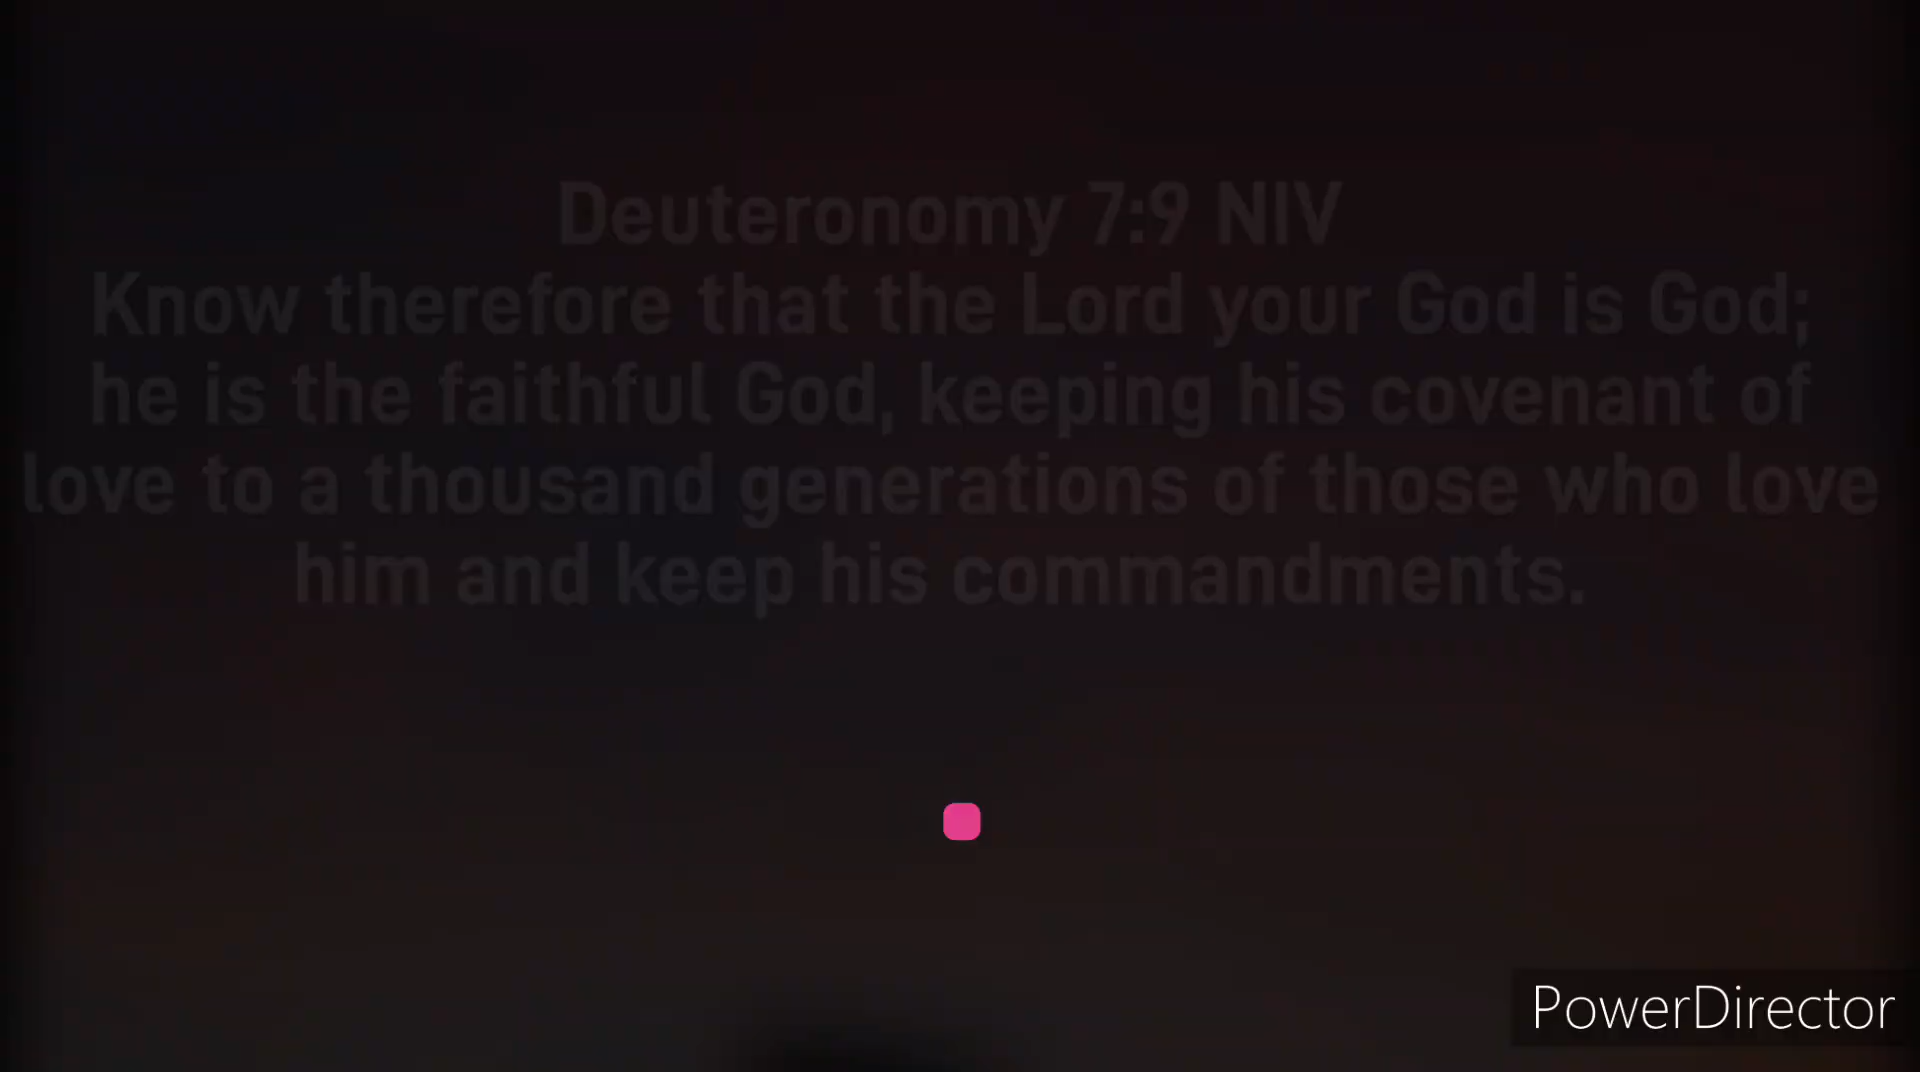 Deuteronomy 7:9 NIV
Know therefore that the Lord your God is God;
he is the faithful God, keeping his covenant of
love to a thousand generations of those who love
him and keep his commandments.
PowerDirector